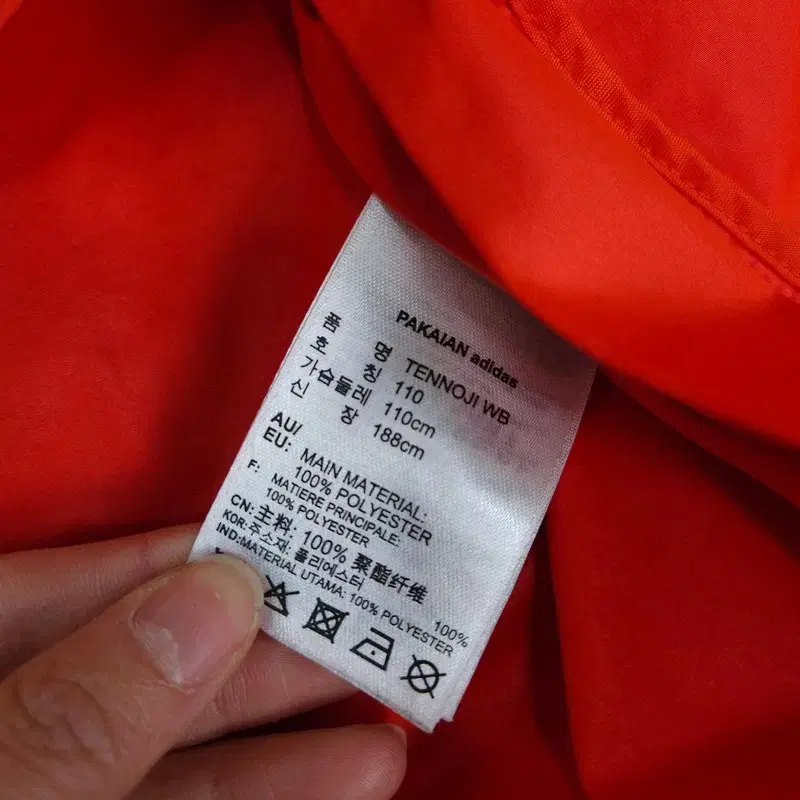 PAKAIAN adidas
품 명 TENNOJI WB
호 칭 110
가슴둘레 110cm
신 장 188cm
AU/
EU: MAIN MATERIAL:
100% POLYESTER
F: MATIERE PRINCIPALE:
100% POLYESTER
CN: 主料: 100% 聚酯纤维
KOR: 주소재: 폴리에스터 100%
IND: MATERIAL UTAMA: 100% POLYESTER